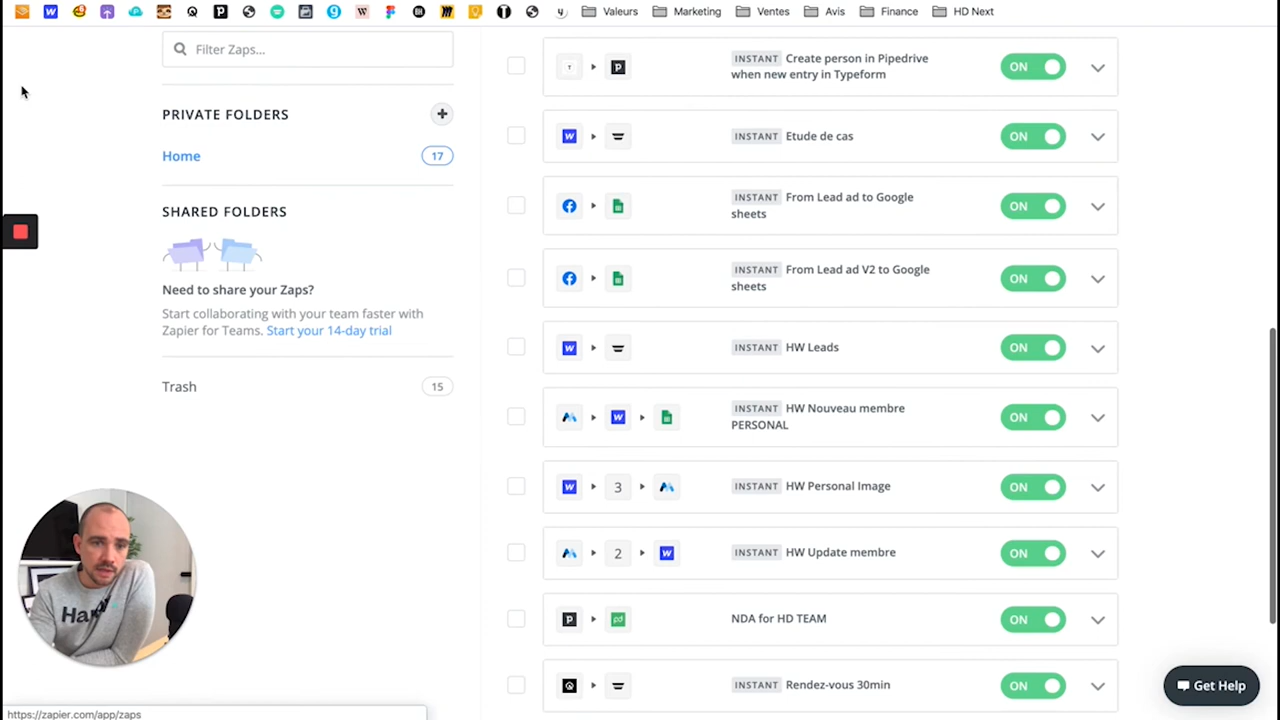 Valeurs
Marketing
Ventes
Avis
Finance
HD Next
Filter Zaps...
PRIVATE FOLDERS
Home
17
SHARED FOLDERS
Need to share your Zaps?
Start collaborating with your team faster with
Zapier for Teams. Start your 14-day trial
Trash
15
INSTANT Create person in Pipedrive
when new entry in Typeform
ON
INSTANT Etude de cas
ON
INSTANT From Lead ad to Google
sheets
ON
INSTANT From Lead ad V2 to Google
sheets
ON
INSTANT HW Leads
ON
INSTANT HW Nouveau membre
PERSONAL
ON
3
INSTANT HW Personal Image
ON
2
INSTANT HW Update membre
ON
NDA for HD TEAM
ON
INSTANT Rendez-vous 30min
ON
Get Help
https://zapier.com/app/zaps